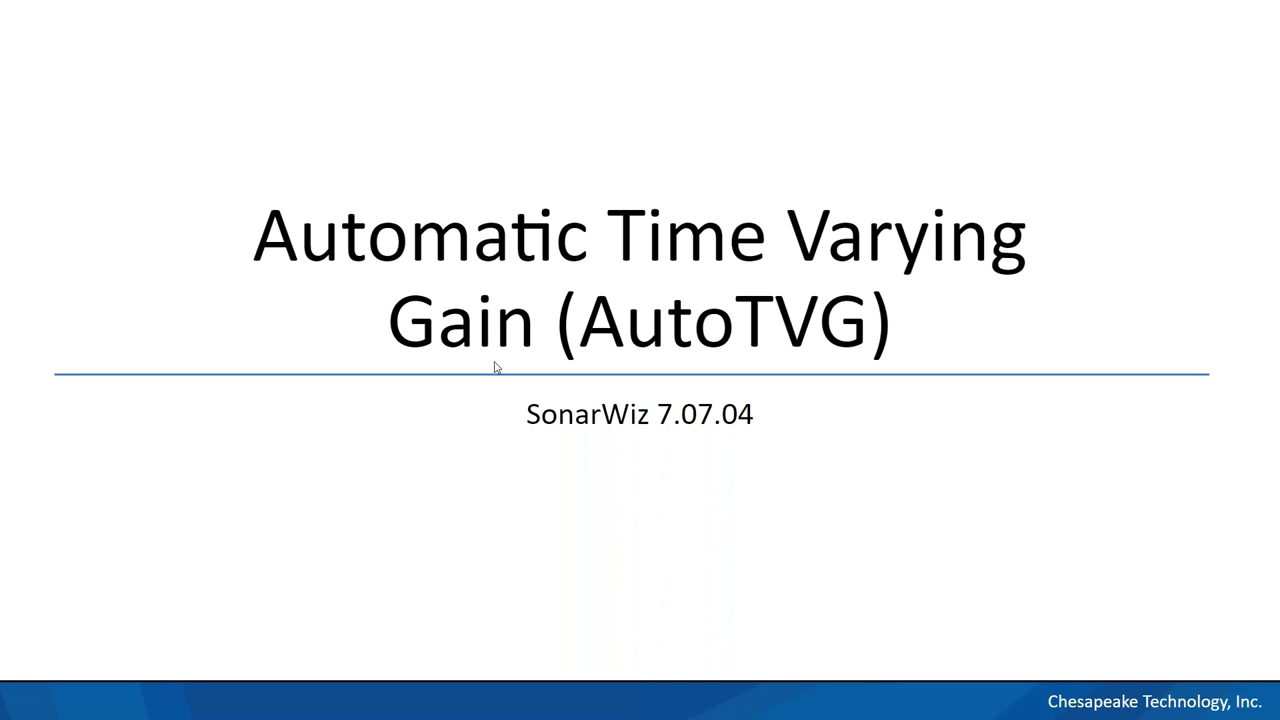 Automatic Time Varying
Gain (AutoTVG)
SonarWiz 7.07.04
Chesapeake Technology, Inc.